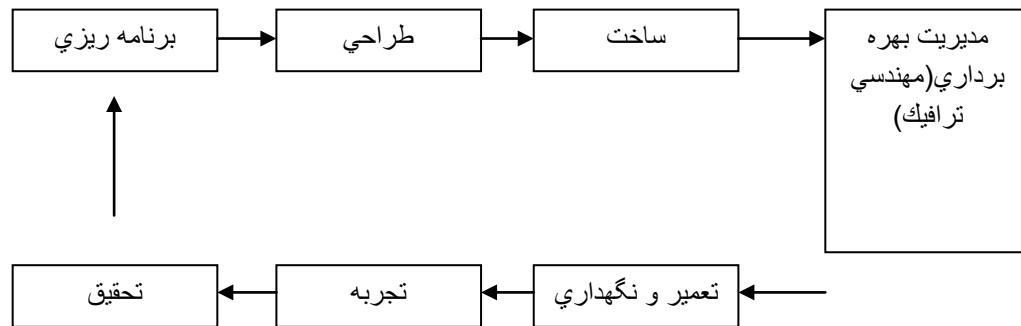 برنامه ريزي
طراحي
ساخت
مديريت بهره
برداري(مهندسي
ترافيك)
تعمير و نگهداري
تجربه
تحقيق